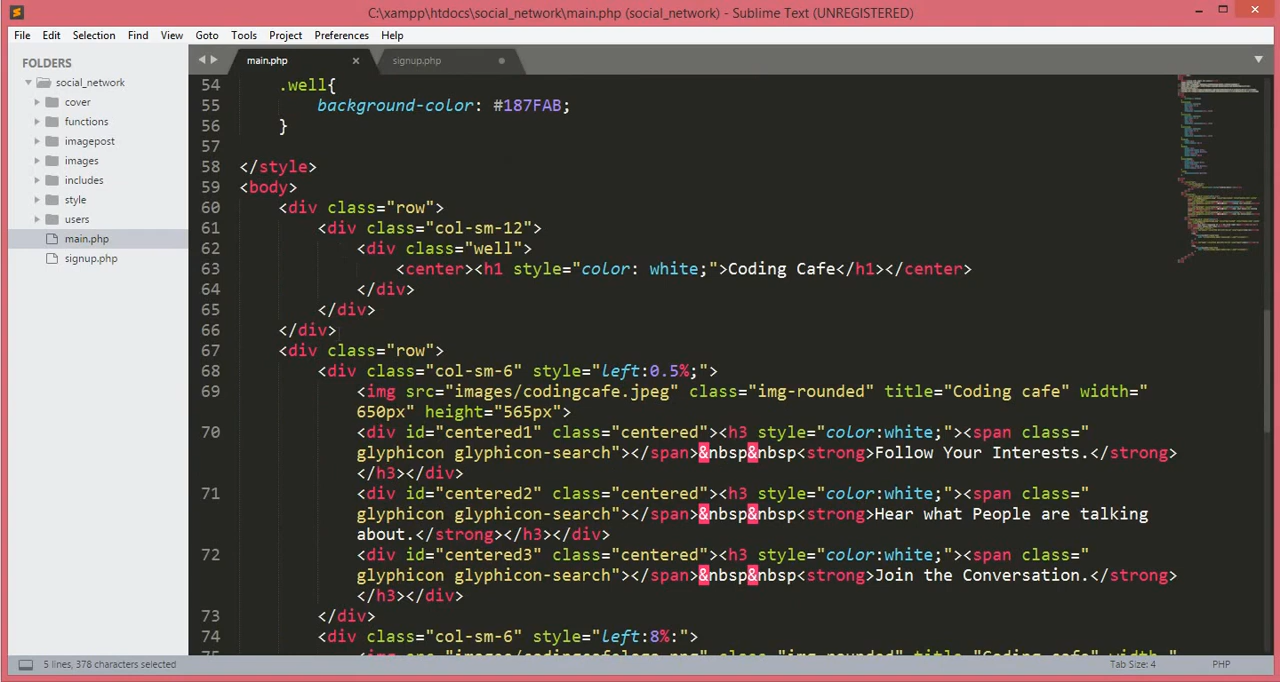 C:\xampp\htdocs\social_network\main.php (social_network) - Sublime Text (UNREGISTERED)
File Edit Selection Find View Goto Tools Project Preferences Help
FOLDERS
social_network
cover
functions
imagepost
images
includes
style
users
main.php
signup.php
main.php × signup.php
54 .well{
55 background-color: #187FAB;
56 }
57
58 </style>
59 <body>
60 <div class="row">
61 <div class="col-sm-12">
62 <div class="well">
63 <center><h1 style="color: white;">Coding Cafe</h1></center>
64 </div>
65 </div>
66 </div>
67 <div class="row">
68 <div class="col-sm-6" style="left:0.5%;">
69 <img src="images/codingcafe.jpeg" class="img-rounded" title="Coding cafe" width="
650px" height="565px">
70 <div id="centered1" class="centered"><h3 style="color:white;"><span class="
glyphicon glyphicon-search"></span>&nbsp&nbsp<strong>Follow Your Interests.</strong>
</h3></div>
71 <div id="centered2" class="centered"><h3 style="color:white;"><span class="
glyphicon glyphicon-search"></span>&nbsp&nbsp<strong>Hear what People are talking
about.</strong></h3></div>
72 <div id="centered3" class="centered"><h3 style="color:white;"><span class="
glyphicon glyphicon-search"></span>&nbsp&nbsp<strong>Join the Conversation.</strong>
</h3></div>
73 </div>
74 <div class="col-sm-6" style="left:8%:">
5 lines, 378 characters selected
Tab Size: 4
PHP